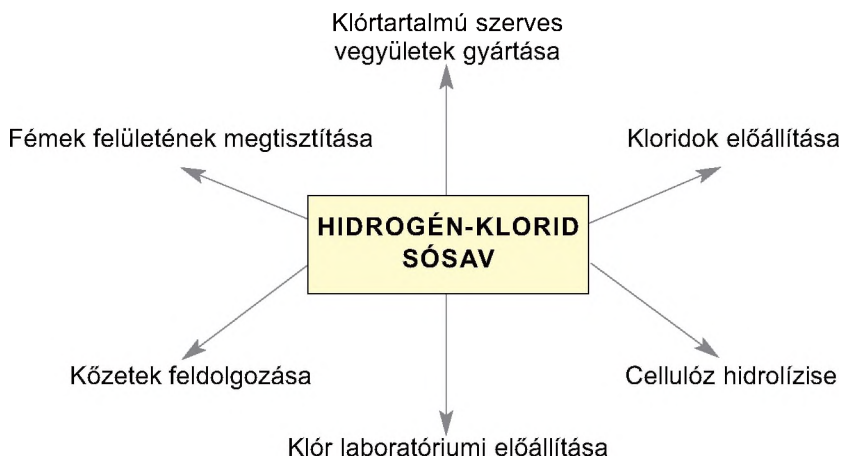 Klórtartalmú szerves
vegyületek gyártása
Fémek felületének megtisztítása
Kloridok előállítása
HIDROGÉN-KLORID
SÓSAV
Kőzetek feldolgozása
Cellulóz hidrolízise
Klór laboratóriumi előállítása